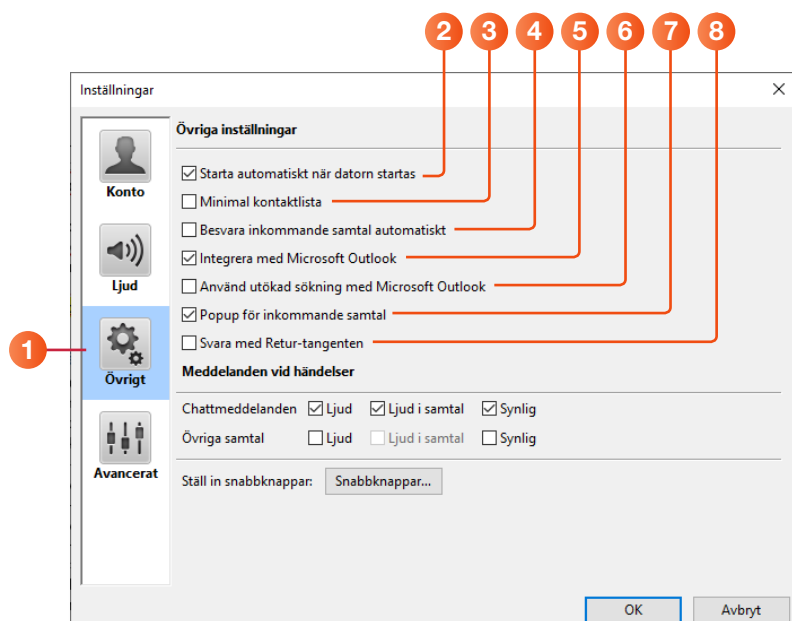 2 3 4 5 6 7 8
Inställningar
Övriga inställningar
Konto
Starta automatiskt när datorn startas
Minimal kontaktlista
Besvara inkommande samtal automatiskt
Ljud
Integrera med Microsoft Outlook
Använd utökad sökning med Microsoft Outlook
Popup för inkommande samtal
1
Övrigt
Svara med Retur-tangenten
Meddelanden vid händelser
Chattmeddelanden Ljud Ljud i samtal Synlig
Övriga samtal Ljud Ljud i samtal Synlig
Avancerat
Ställ in snabbknappar: Snabbknappar...
OK Avbryt